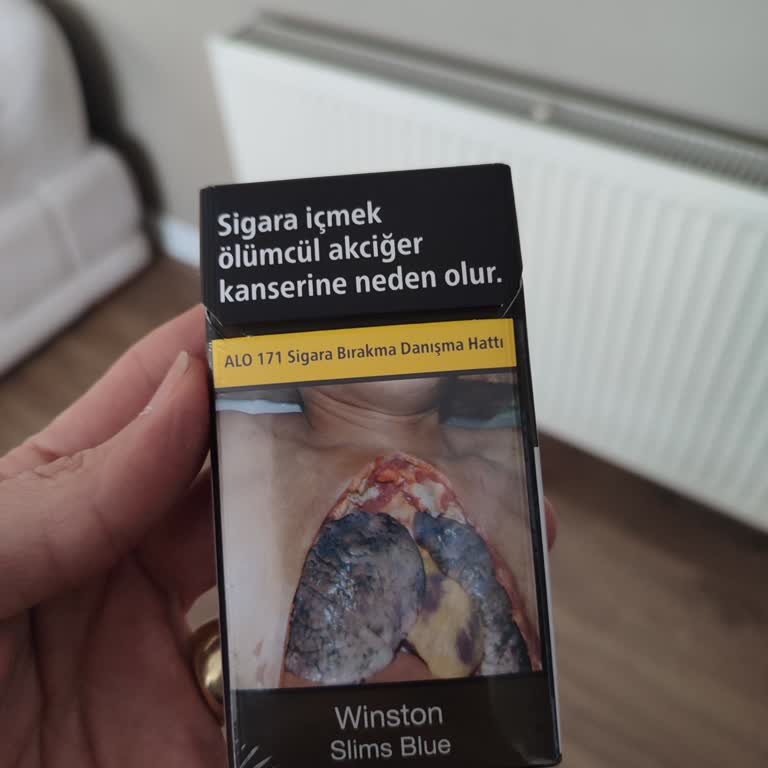 Sigara içmek
ölümcül akciğer
kanserine neden olur.
ALO 171 Sigara Bırakma Danışma Hattı
Winston
Slims Blue